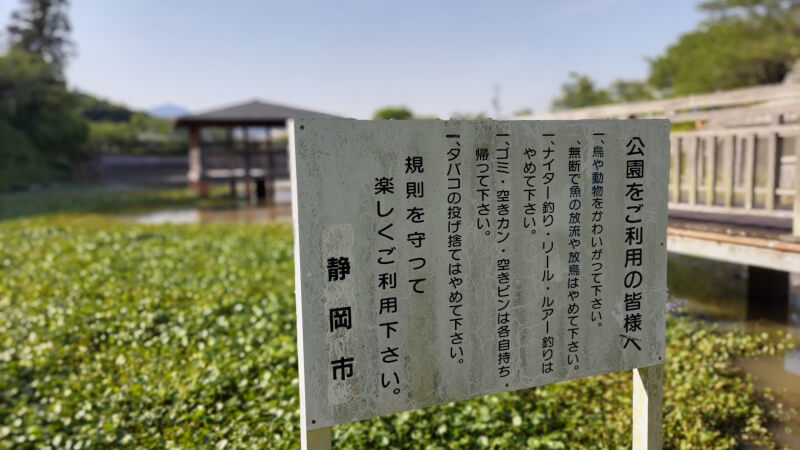 公園をご利用の皆様へ
一、鳥や動物をかわいがつて下さい。
一、無断で魚の放流や放鳥はやめて下さい。
一、ナイター釣り・リール・ルアー釣りは
やめて下さい。
一、ゴミ・空きカン・空きビンは各自持ち
帰つて下さい。
一、タバコの投げ捨てはやめて下さい。
規則を守って
楽しくご利用下さい。
静岡市